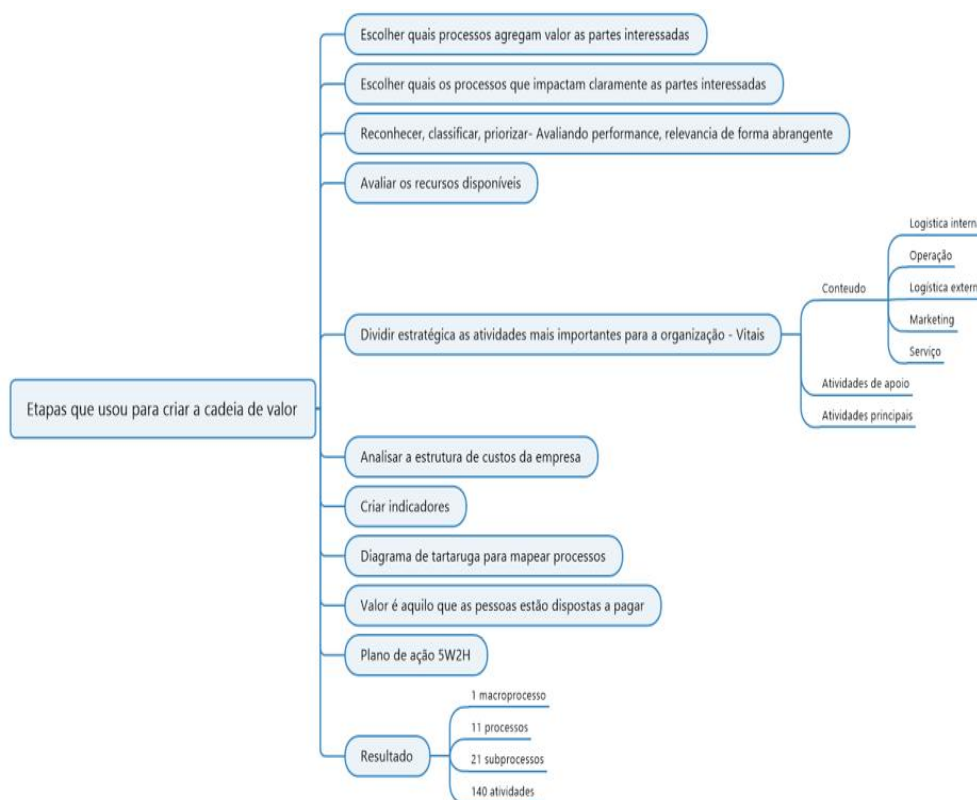 Escolher quais processos agregam valor as partes interessadas
Escolher quais os processos que impactam claramente as partes interessadas
Reconhecer, classificar, priorizar- Avaliando performance, relevancia de forma abrangente
Avaliar os recursos disponíveis
Logistica intern
Operação
Conteudo
Logística extern
Marketing
Dividir estratégica as atividades mais importantes para a organização - Vitais
Serviço
Atividades de apoio
Etapas que usou para criar a cadeia de valor
Atividades principais
Analisar a estrutura de custos da empresa
Criar indicadores
Diagrama de tartaruga para mapear processos
Valor é aquilo que as pessoas estão dispostas a pagar
Plano de ação 5W2H
1 macroprocesso
11 processos
Resultado
21 subprocessos
140 atividades